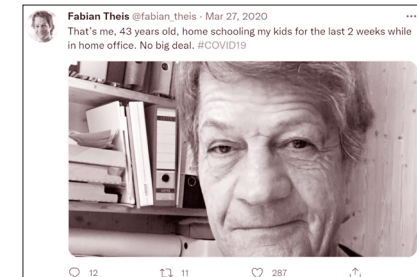 Fabian Theis @fabian_theis · Mar 27, 2020
That's me, 43 years old, home schooling my kids for the last 2 weeks while
in home office. No big deal. #COVID19
12 11 287